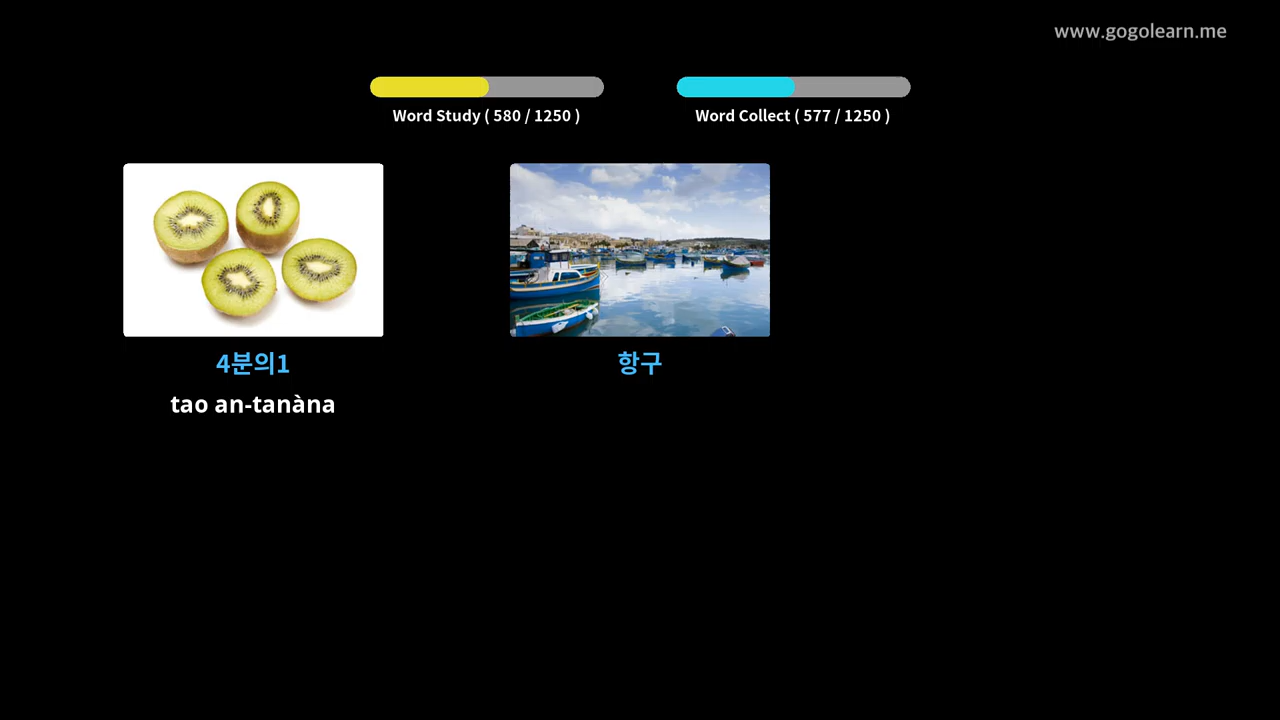 www.gogolearn.me
Word Study ( 580 / 1250 )
Word Collect ( 577 / 1250 )
4분의1
항구
tao an-tanàna